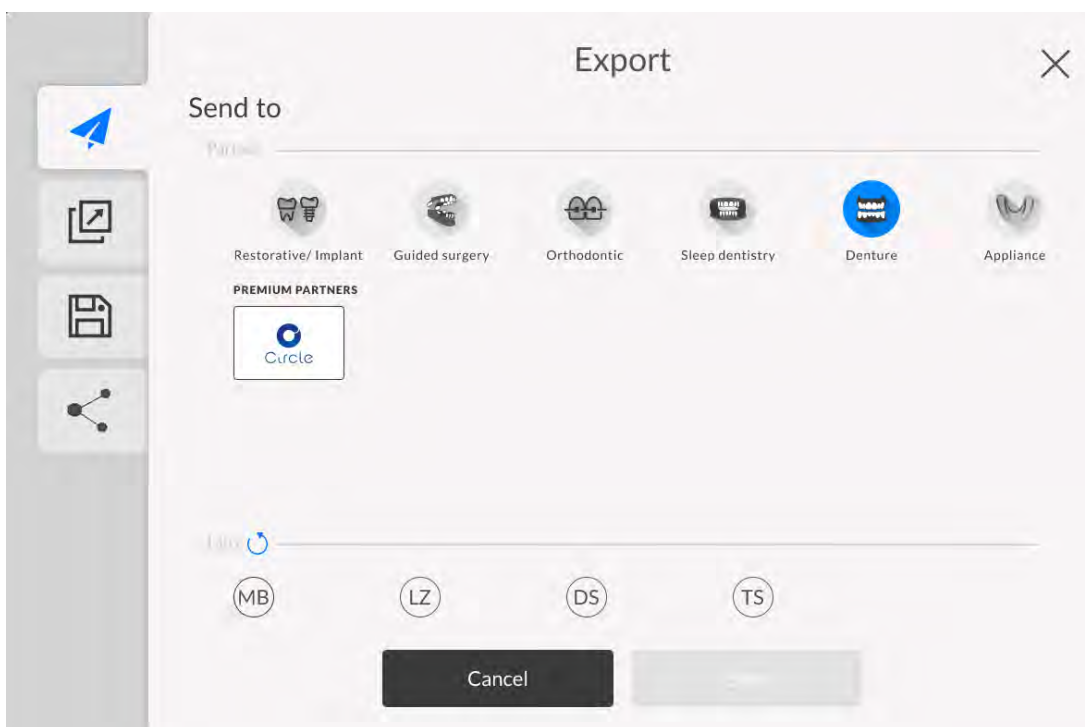 Export
Send to
Restorative/ Implant Guided surgery Orthodontic Sleep dentistry Denture Appliance
PREMIUM PARTNERS
Circle
MB LZ DS TS
Cancel